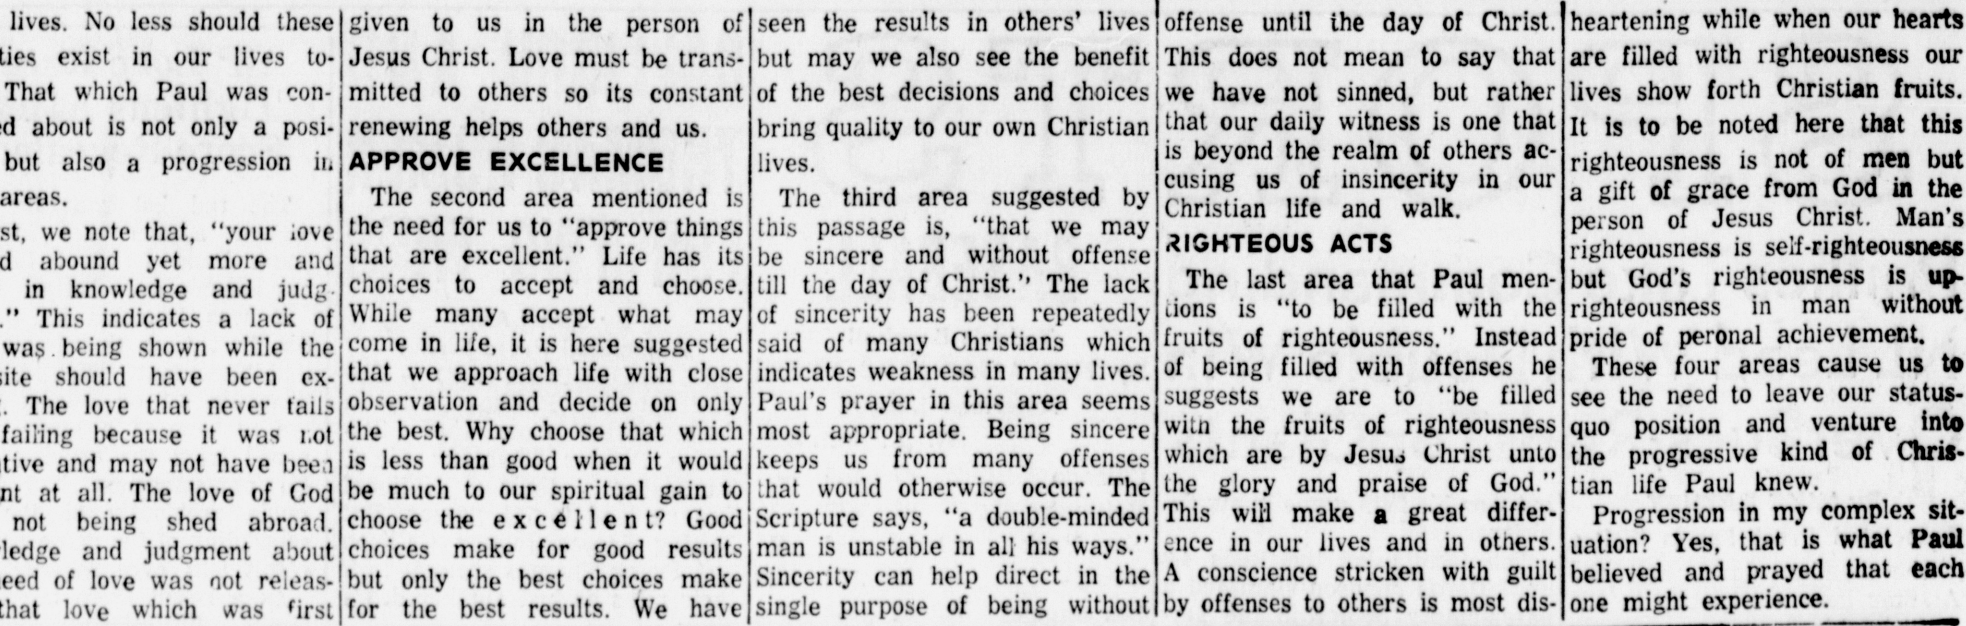 lives. No less should these
ties exist in our lives to-
That which Paul was con-
d about is not only a posi-
but also a progression in
areas.
st, we note that, "your love
d abound yet more and
in knowledge and judg-
." This indicates a lack of
was being shown while the
site should have been ex-
. The love that never fails
failing because it was not
tive and may not have been
nt at all. The love of God
not being shed abroad.
ledge and judgment about
eed of love was not releas-
that love which was first
given to us in the person of
Jesus Christ. Love must be trans-
mitted to others so its constant
renewing helps others and us.
APPROVE EXCELLENCE
The second area mentioned is
the need for us to "approve things
that are excellent." Life has its
choices to accept and choose.
While many accept what may
come in life, it is here suggested
that we approach life with close
observation and decide on only
the best. Why choose that which
is less than good when it would
be much to our spiritual gain to
choose the excellent? Good
choices make for good results
but only the best choices make
for the best results. We have
seen the results in others' lives
but may we also see the benefit
of the best decisions and choices
bring quality to our own Christian
lives.
The third area suggested by
this passage is, "that we may
be sincere and without offense
till the day of Christ." The lack
of sincerity has been repeatedly
said of many Christians which
indicates weakness in many lives.
Paul's prayer in this area seems
most appropriate. Being sincere
keeps us from many offenses
that would otherwise occur. The
Scripture says, "a double-minded
man is unstable in all his ways."
Sincerity can help direct in the
single purpose of being without
offense until the day of Christ.
This does not mean to say that
we have not sinned, but rather
that our daily witness is one that
is beyond the realm of others ac-
cusing us of insincerity in our
Christian life and walk.
RIGHTEOUS ACTS
The last area that Paul men-
tions is "to be filled with the
fruits of righteousness." Instead
of being filled with offenses he
suggests we are to "be filled
with the fruits of righteousness
which are by Jesus Christ unto
the glory and praise of God."
This will make a great differ-
ence in our lives and in others.
A conscience stricken with guilt
by offenses to others is most dis-
heartening while when our hearts
are filled with righteousness our
lives show forth Christian fruits.
It is to be noted here that this
righteousness is not of men but
a gift of grace from God in the
person of Jesus Christ. Man's
righteousness is self-righteousness
but God's righteousness is up-
righteousness in man without
pride of peronal achievement.
These four areas cause us to
see the need to leave our status-
quo position and venture into
the progressive kind of Chris-
tian life Paul knew.
Progression in my complex sit-
uation? Yes, that is what Paul
believed and prayed that each
one might experience.